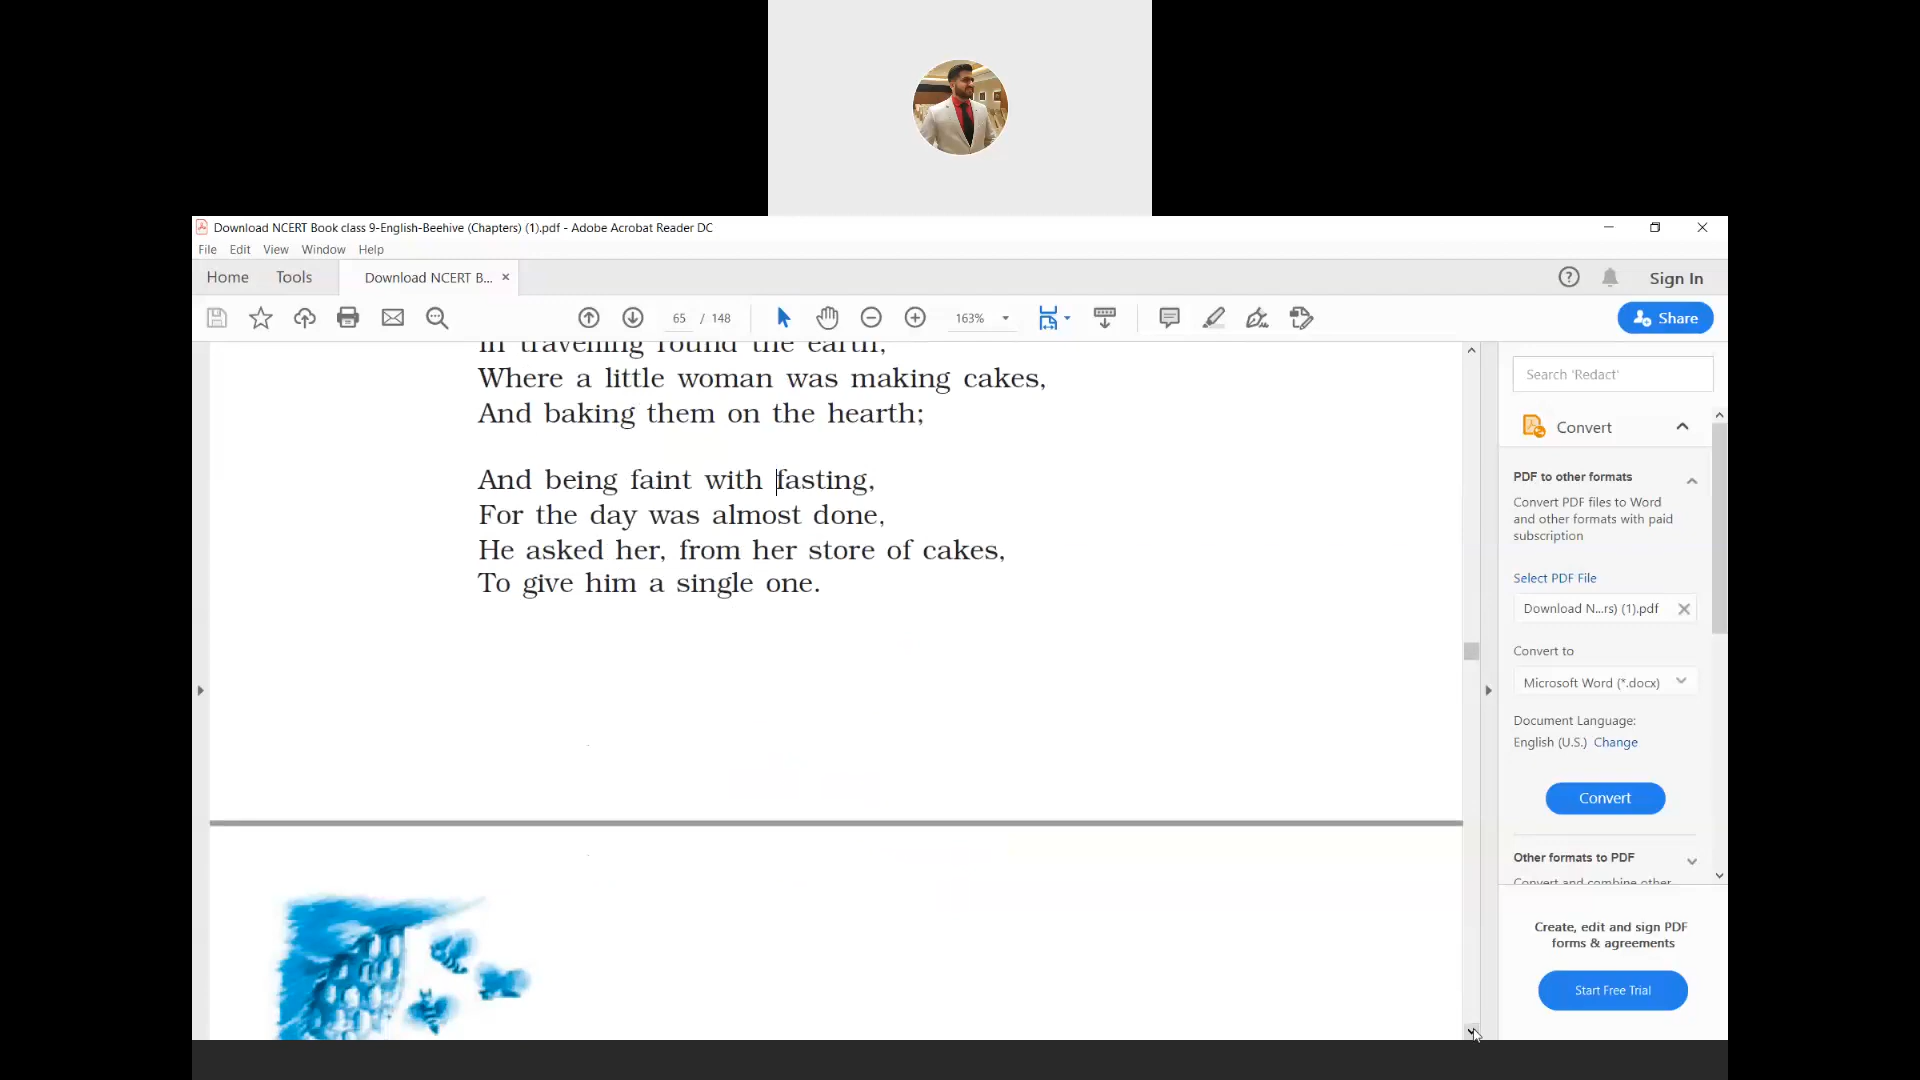 Download NCERT Book class 9-English-Beehive (Chapters) (1).pdf - Adobe Acrobat Reader DC
File Edit View Window Help
Home Tools Download NCERT B... × Sign In
65 / 148 163% Share
In travelling round the earth,
Where a little woman was making cakes,
And baking them on the hearth;
And being faint with fasting,
For the day was almost done,
He asked her, from her store of cakes,
To give him a single one.
Search 'Redact'
Convert
PDF to other formats
Convert PDF files to Word
and other formats with paid
subscription
Select PDF File
Download N...rs) (1).pdf
Convert to
Microsoft Word (*.docx)
Document Language:
English (U.S.) Change
Convert
Other formats to PDF
Convert and combine other
Create, edit and sign PDF
forms & agreements
Start Free Trial